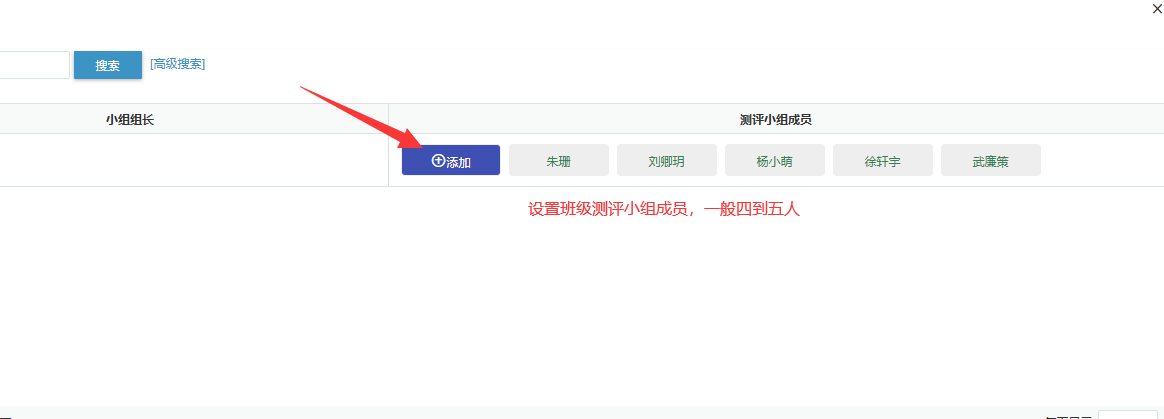 搜索 [高级搜索]
小组组长 测评小组成员
添加 朱珊 刘卿玥 杨小萌 徐轩宇 武廉策
设置班级测评小组成员，一般四到五人